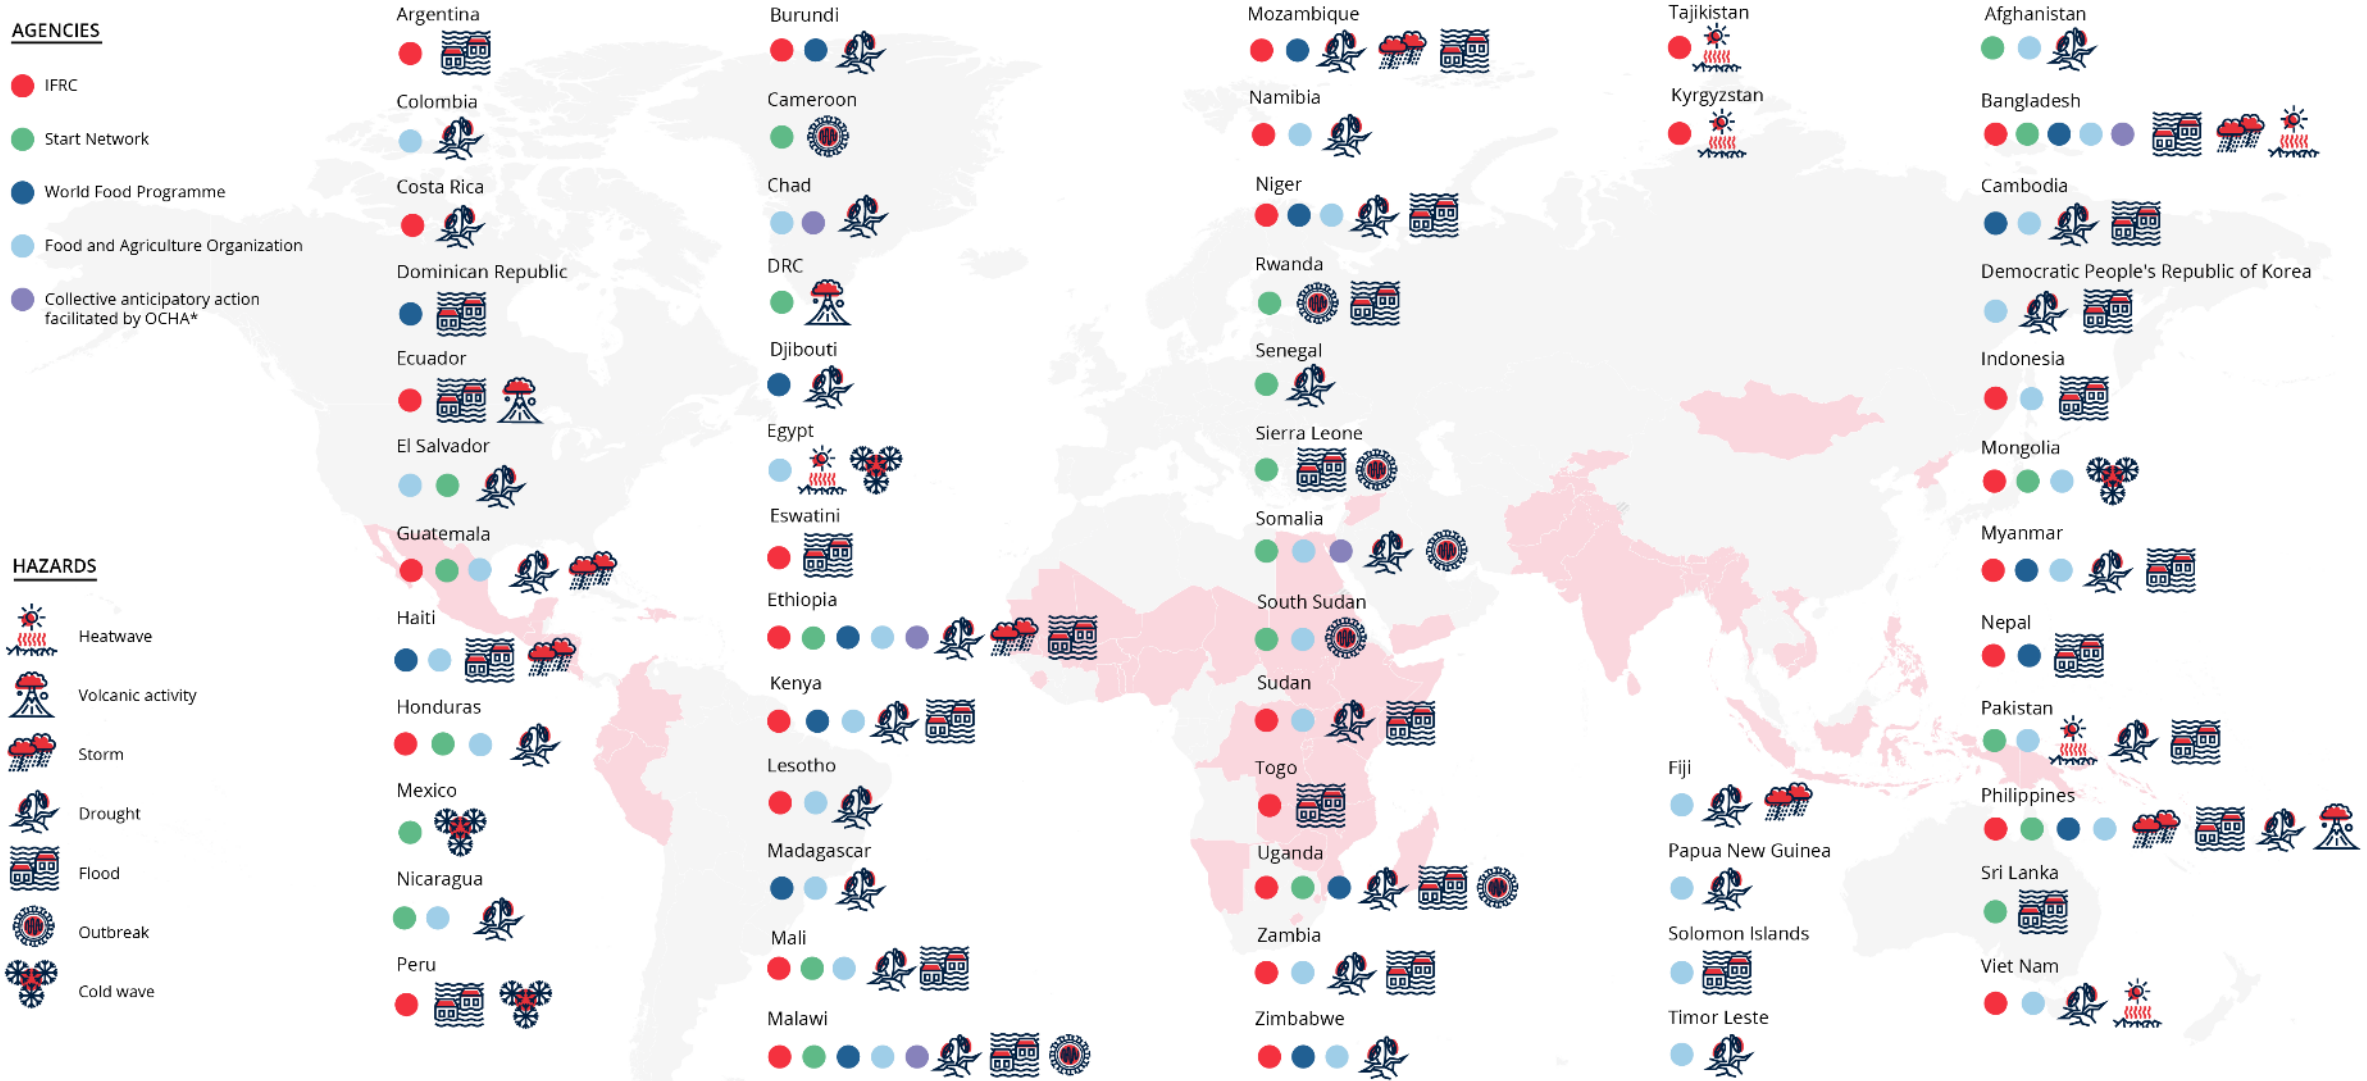 AGENCIES
IFRC
Start Network
World Food Programme
Food and Agriculture Organization
Collective anticipatory action
facilitated by OCHA*
HAZARDS
Heatwave
Volcanic activity
Storm
Drought
Flood
Outbreak
Cold wave
Argentina
Colombia
Costa Rica
Dominican Republic
Ecuador
El Salvador
Guatemala
Haiti
Honduras
Mexico
Nicaragua
Peru
Burundi
Cameroon
Chad
DRC
Djibouti
Egypt
Eswatini
Ethiopia
Kenya
Lesotho
Madagascar
Mali
Malawi
Mozambique
Namibia
Niger
Rwanda
Senegal
Sierra Leone
Somalia
South Sudan
Sudan
Togo
Uganda
Zambia
Zimbabwe
Tajikistan
Kyrgyzstan
Fiji
Papua New Guinea
Solomon Islands
Timor Leste
Afghanistan
Bangladesh
Cambodia
Democratic People's Republic of Korea
Indonesia
Mongolia
Myanmar
Nepal
Pakistan
Philippines
Sri Lanka
Viet Nam